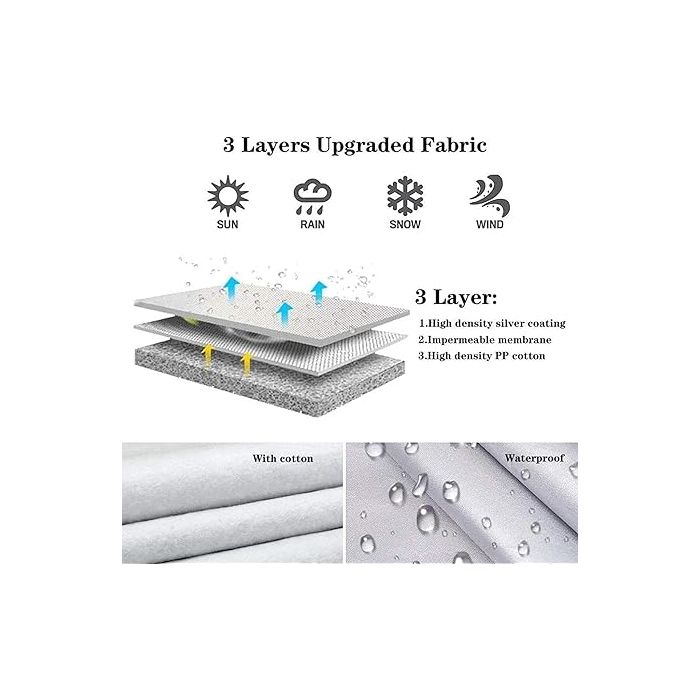 3 Layers Upgraded Fabric
SUN
RAIN
SNOW
WIND
3 Layer:
1.High density silver coating
2.Impermeable membrane
3.High density PP cotton
With cotton
Waterproof